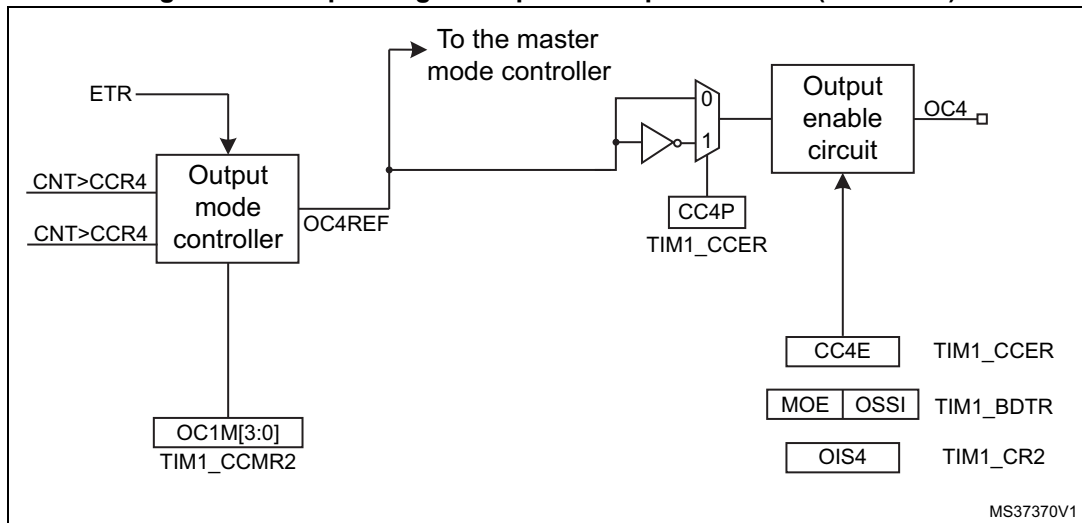 To the master
mode controller
ETR
CNT>CCR4
CNT>CCR4
Output
mode
controller
OC4REF
OC1M[3:0]
TIM1_CCMR2
0
1
CC4P
TIM1_CCER
Output
enable
circuit
OC4
CC4E TIM1_CCER
MOE OSSI TIM1_BDTR
OIS4 TIM1_CR2
MS37370V1